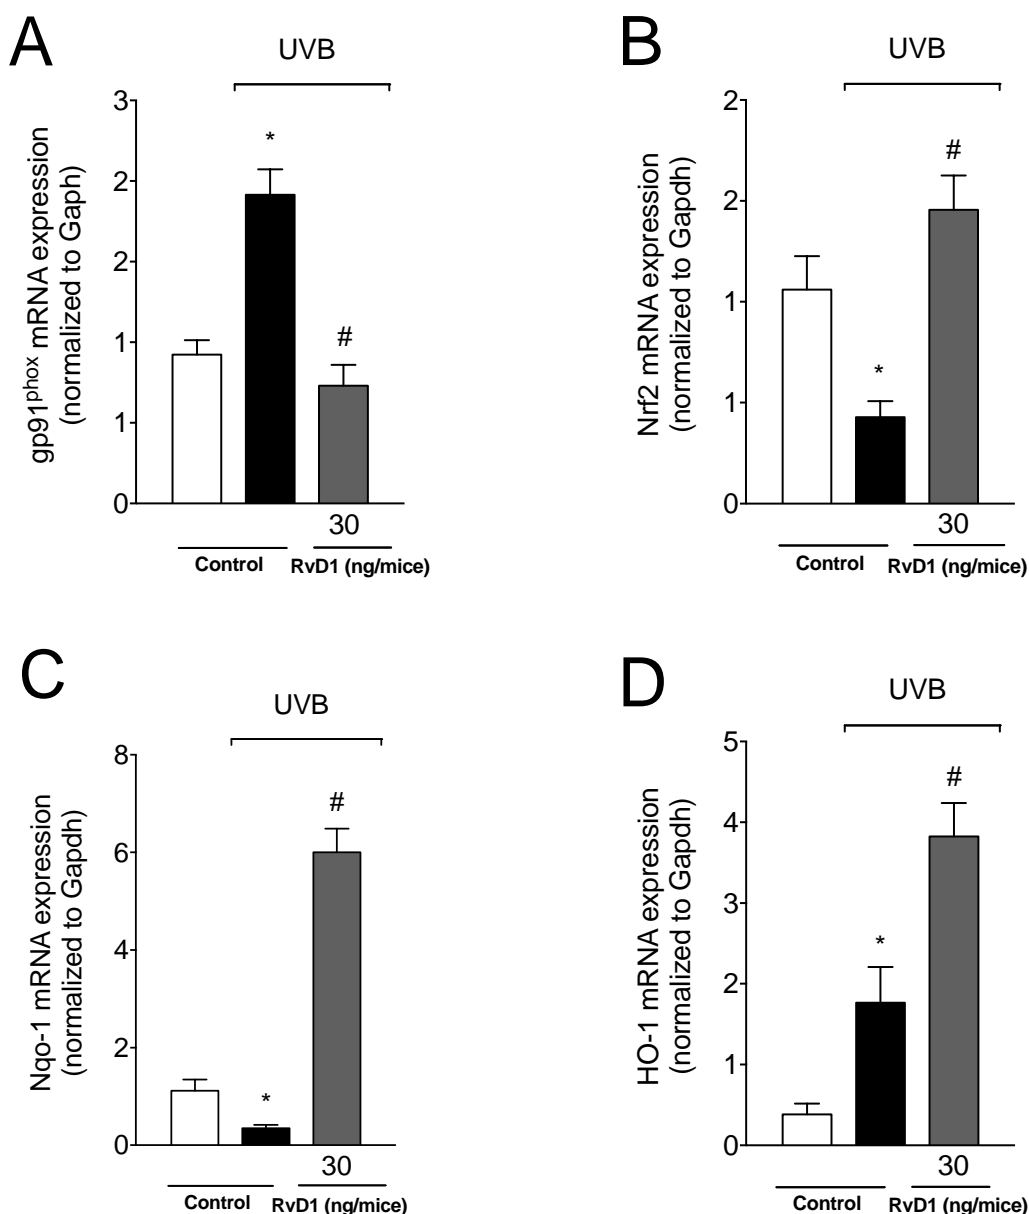 A
UVB
gp91phox mRNA expression
(normalized to Gaph)
3
2
2
1
1
0
*
#
30
Control
RvD1 (ng/mice)
B
UVB
Nrf2 mRNA expression
(normalized to Gapdh)
2
2
1
1
0
*
#
30
Control
RvD1 (ng/mice)
C
UVB
Nqo-1 mRNA expression
(normalized to Gapdh)
8
6
4
2
0
*
#
30
Control
RvD1 (ng/mice)
D
UVB
HO-1 mRNA expression
(normalized to Gapdh)
5
4
3
2
1
0
*
#
30
Control
RvD1 (ng/mice)